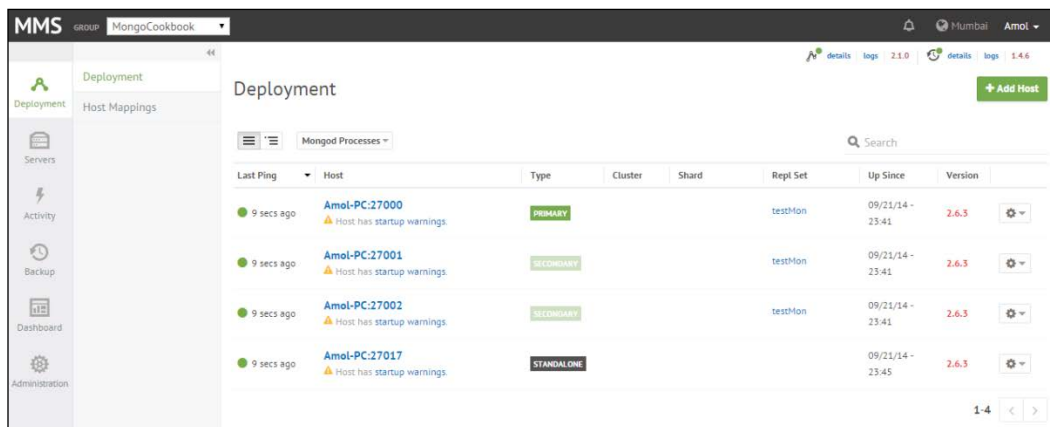 MMS GROUP MongoCookbook Mumbai Amol
details logs 2.1.0 details logs 1.4.6
Deployment
Servers
Activity
Backup
Dashboard
Administration
Deployment
Host Mappings
Deployment
+ Add Host
Mongod Processes
Search
Last Ping Host Type Cluster Shard Repl Set Up Since Version
9 secs ago Amol-PC:27000 PRIMARY testMon 09/21/14 - 2.6.3
Host has startup warnings. 23:41
9 secs ago Amol-PC:27001 SECONDARY testMon 09/21/14 - 2.6.3
Host has startup warnings. 23:41
9 secs ago Amol-PC:27002 SECONDARY testMon 09/21/14 - 2.6.3
Host has startup warnings. 23:41
9 secs ago Amol-PC:27017 STANDALONE 09/21/14 - 2.6.3
Host has startup warnings. 23:45
1-4